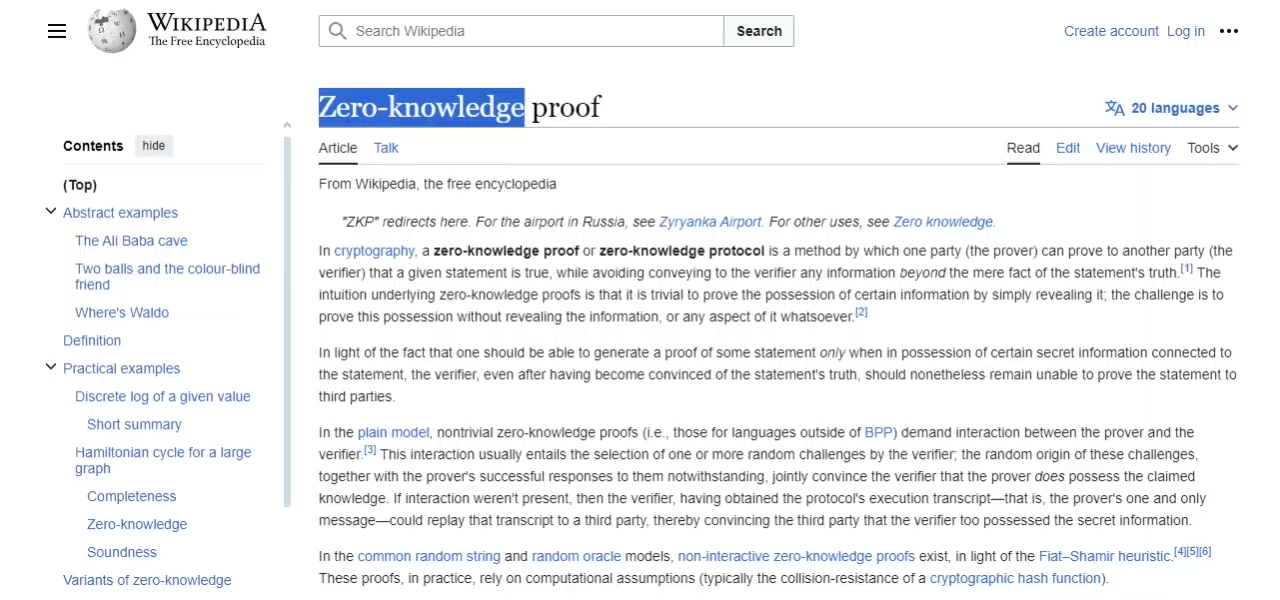 WIKIPEDIA
The Free Encyclopedia
Search Wikipedia
Search
Create account Log in
Zero-knowledge proof
20 languages
Contents hide
Article Talk
Read Edit View history Tools
(Top)
Abstract examples
The Ali Baba cave
Two balls and the colour-blind
friend
Where's Waldo
Definition
Practical examples
Discrete log of a given value
Short summary
Hamiltonian cycle for a large
graph
Completeness
Zero-knowledge
Soundness
Variants of zero-knowledge
From Wikipedia, the free encyclopedia
"ZKP" redirects here. For the airport in Russia, see Zyryanka Airport. For other uses, see Zero knowledge.
In cryptography, a zero-knowledge proof or zero-knowledge protocol is a method by which one party (the prover) can prove to another party (the
verifier) that a given statement is true, while avoiding conveying to the verifier any information beyond the mere fact of the statement's truth.[1] The
intuition underlying zero-knowledge proofs is that it is trivial to prove the possession of certain information by simply revealing it; the challenge is to
prove this possession without revealing the information, or any aspect of it whatsoever.[2]
In light of the fact that one should be able to generate a proof of some statement only when in possession of certain secret information connected to
the statement, the verifier, even after having become convinced of the statement's truth, should nonetheless remain unable to prove the statement to
third parties.
In the plain model, nontrivial zero-knowledge proofs (i.e., those for languages outside of BPP) demand interaction between the prover and the
verifier.[3] This interaction usually entails the selection of one or more random challenges by the verifier; the random origin of these challenges,
together with the prover's successful responses to them notwithstanding, jointly convince the verifier that the prover does possess the claimed
knowledge. If interaction weren't present, then the verifier, having obtained the protocol's execution transcript—that is, the prover's one and only
message—could replay that transcript to a third party, thereby convincing the third party that the verifier too possessed the secret information.
In the common random string and random oracle models, non-interactive zero-knowledge proofs exist, in light of the Fiat–Shamir heuristic.[4][5][6]
These proofs, in practice, rely on computational assumptions (typically the collision-resistance of a cryptographic hash function).